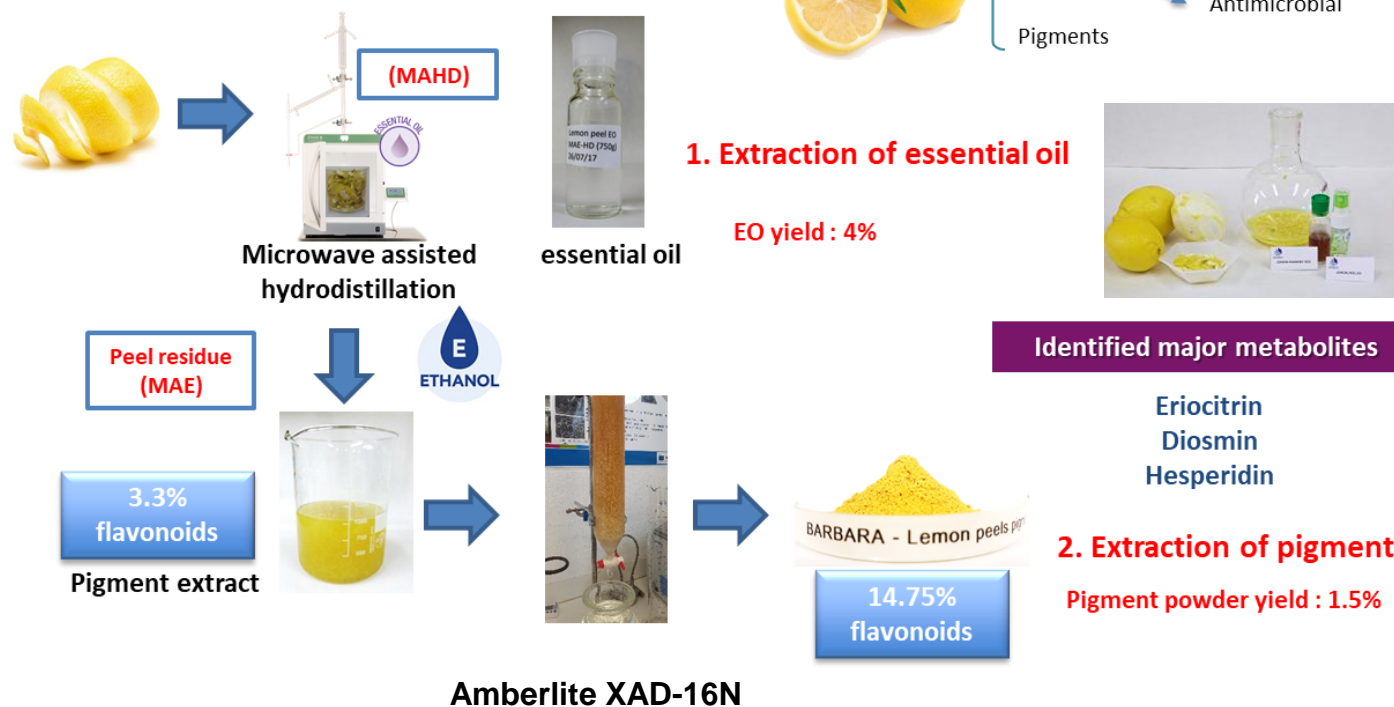 Antimicrobial
Pigments
(MAHD)
ESSENTIAL OIL
Lemon peel EO
MAE-HD (750g)
26/07/17
1. Extraction of essential oil
EO yield : 4%
Microwave assisted
hydrodistillation
essential oil
Peel residue
(MAE)
E
ETHANOL
Identified major metabolites
Eriocitrin
Diosmin
Hesperidin
3.3%
flavonoids
Pigment extract
BARBARA - Lemon peels
14.75%
flavonoids
2. Extraction of pigment
Pigment powder yield : 1.5%
Amberlite XAD-16N